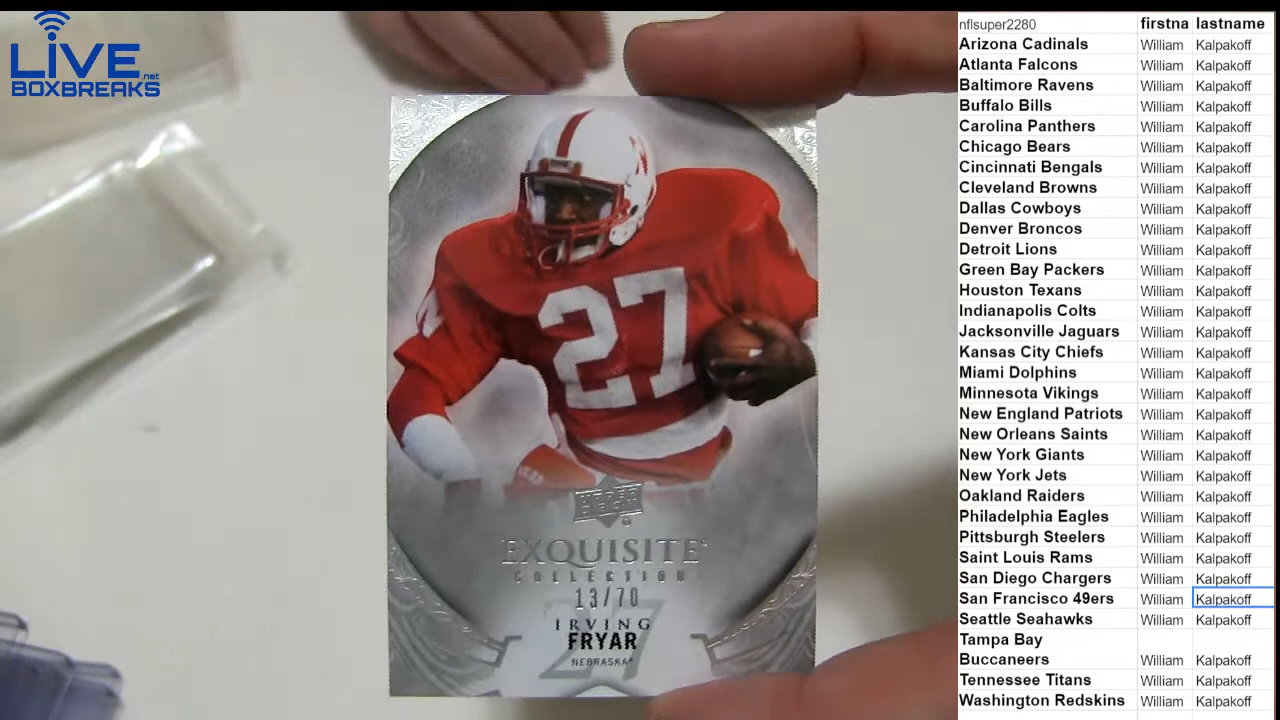 LIVE
.net
BOXBREAKS
27
UPPER DECK
EXQUISITE
COLLECTION
13/70
IRVING
FRYAR
27
NEBRASKA
nflsuper2280 firstna lastname
Arizona Cadinals William Kalpakoff
Atlanta Falcons William Kalpakoff
Baltimore Ravens William Kalpakoff
Buffalo Bills William Kalpakoff
Carolina Panthers William Kalpakoff
Chicago Bears William Kalpakoff
Cincinnati Bengals William Kalpakoff
Cleveland Browns William Kalpakoff
Dallas Cowboys William Kalpakoff
Denver Broncos William Kalpakoff
Detroit Lions William Kalpakoff
Green Bay Packers William Kalpakoff
Houston Texans William Kalpakoff
Indianapolis Colts William Kalpakoff
Jacksonville Jaguars William Kalpakoff
Kansas City Chiefs William Kalpakoff
Miami Dolphins William Kalpakoff
Minnesota Vikings William Kalpakoff
New England Patriots William Kalpakoff
New Orleans Saints William Kalpakoff
New York Giants William Kalpakoff
New York Jets William Kalpakoff
Oakland Raiders William Kalpakoff
Philadelphia Eagles William Kalpakoff
Pittsburgh Steelers William Kalpakoff
Saint Louis Rams William Kalpakoff
San Diego Chargers William Kalpakoff
San Francisco 49ers William Kalpakoff
Seattle Seahawks William Kalpakoff
Tampa Bay
Buccaneers William Kalpakoff
Tennessee Titans William Kalpakoff
Washington Redskins William Kalpakoff